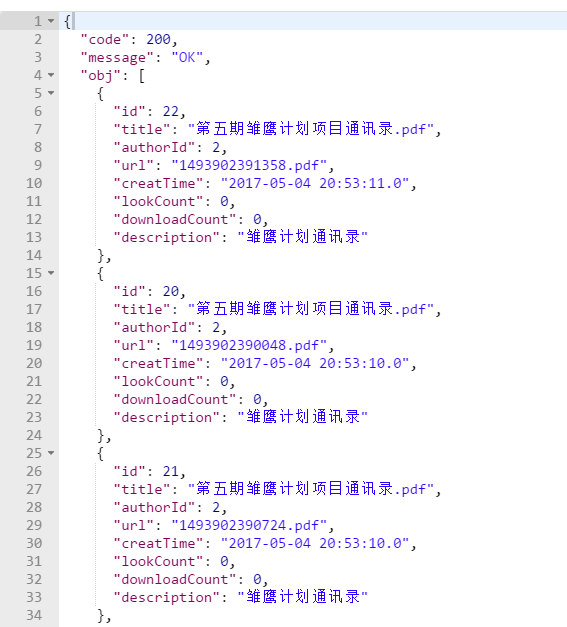 1 {
2 "code": 200,
3 "message": "OK",
4 "obj": [
5 {
6 "id": 22,
7 "title": "第五期雏鹰计划项目通讯录.pdf",
8 "authorId": 2,
9 "url": "1493902391358.pdf",
10 "creatTime": "2017-05-04 20:53:11.0",
11 "lookCount": 0,
12 "downloadCount": 0,
13 "description": "雏鹰计划通讯录"
14 },
15 {
16 "id": 20,
17 "title": "第五期雏鹰计划项目通讯录.pdf",
18 "authorId": 2,
19 "url": "1493902390048.pdf",
20 "creatTime": "2017-05-04 20:53:10.0",
21 "lookCount": 0,
22 "downloadCount": 0,
23 "description": "雏鹰计划通讯录"
24 },
25 {
26 "id": 21,
27 "title": "第五期雏鹰计划项目通讯录.pdf",
28 "authorId": 2,
29 "url": "1493902390724.pdf",
30 "creatTime": "2017-05-04 20:53:10.0",
31 "lookCount": 0,
32 "downloadCount": 0,
33 "description": "雏鹰计划通讯录"
34 },